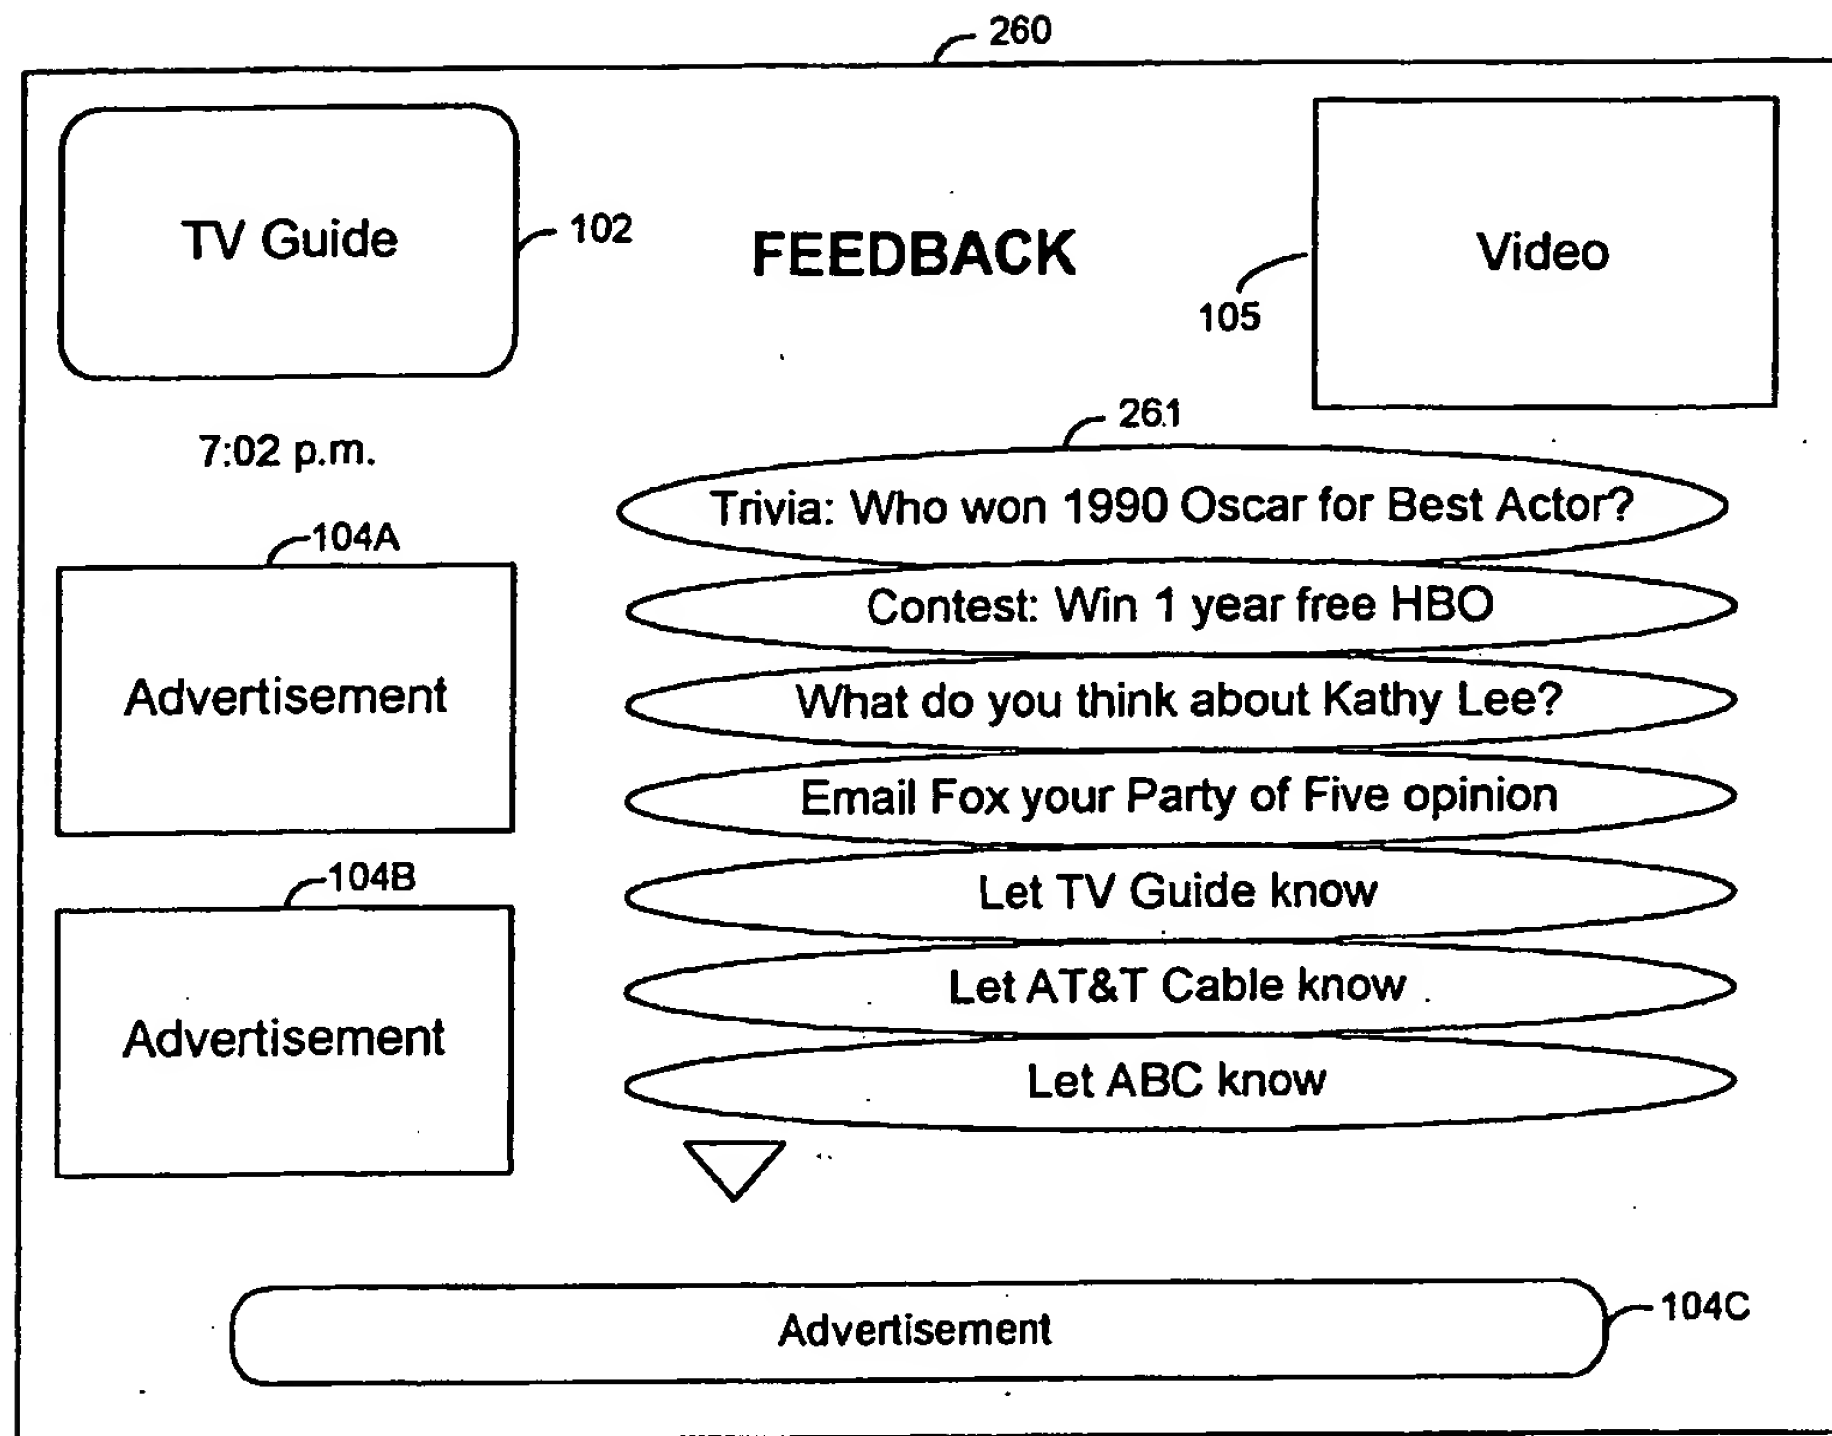 260
TV Guide
102
FEEDBACK
Video
105
7:02 p.m.
261
Trivia: Who won 1990 Oscar for Best Actor?
104A
Contest: Win 1 year free HBO
Advertisement
What do you think about Kathy Lee?
Email Fox your Party of Five opinion
104B
Let TV Guide know
Advertisement
Let AT&T Cable know
Let ABC know
Advertisement
104C